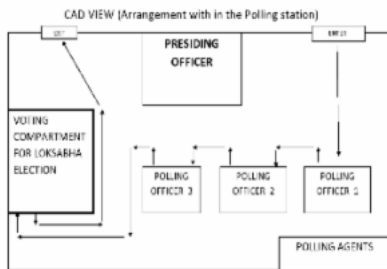 CAD VIEW (Arrangement with in the Polling station)
EXIT
PRESIDING
OFFICER
VOTING
COMPARTMENT
FOR LOKSABHA
ELECTION
POLLING
OFFICER 3
POLLING
OFFICER 2
POLLING
OFFICER 1
POLLING AGENTS